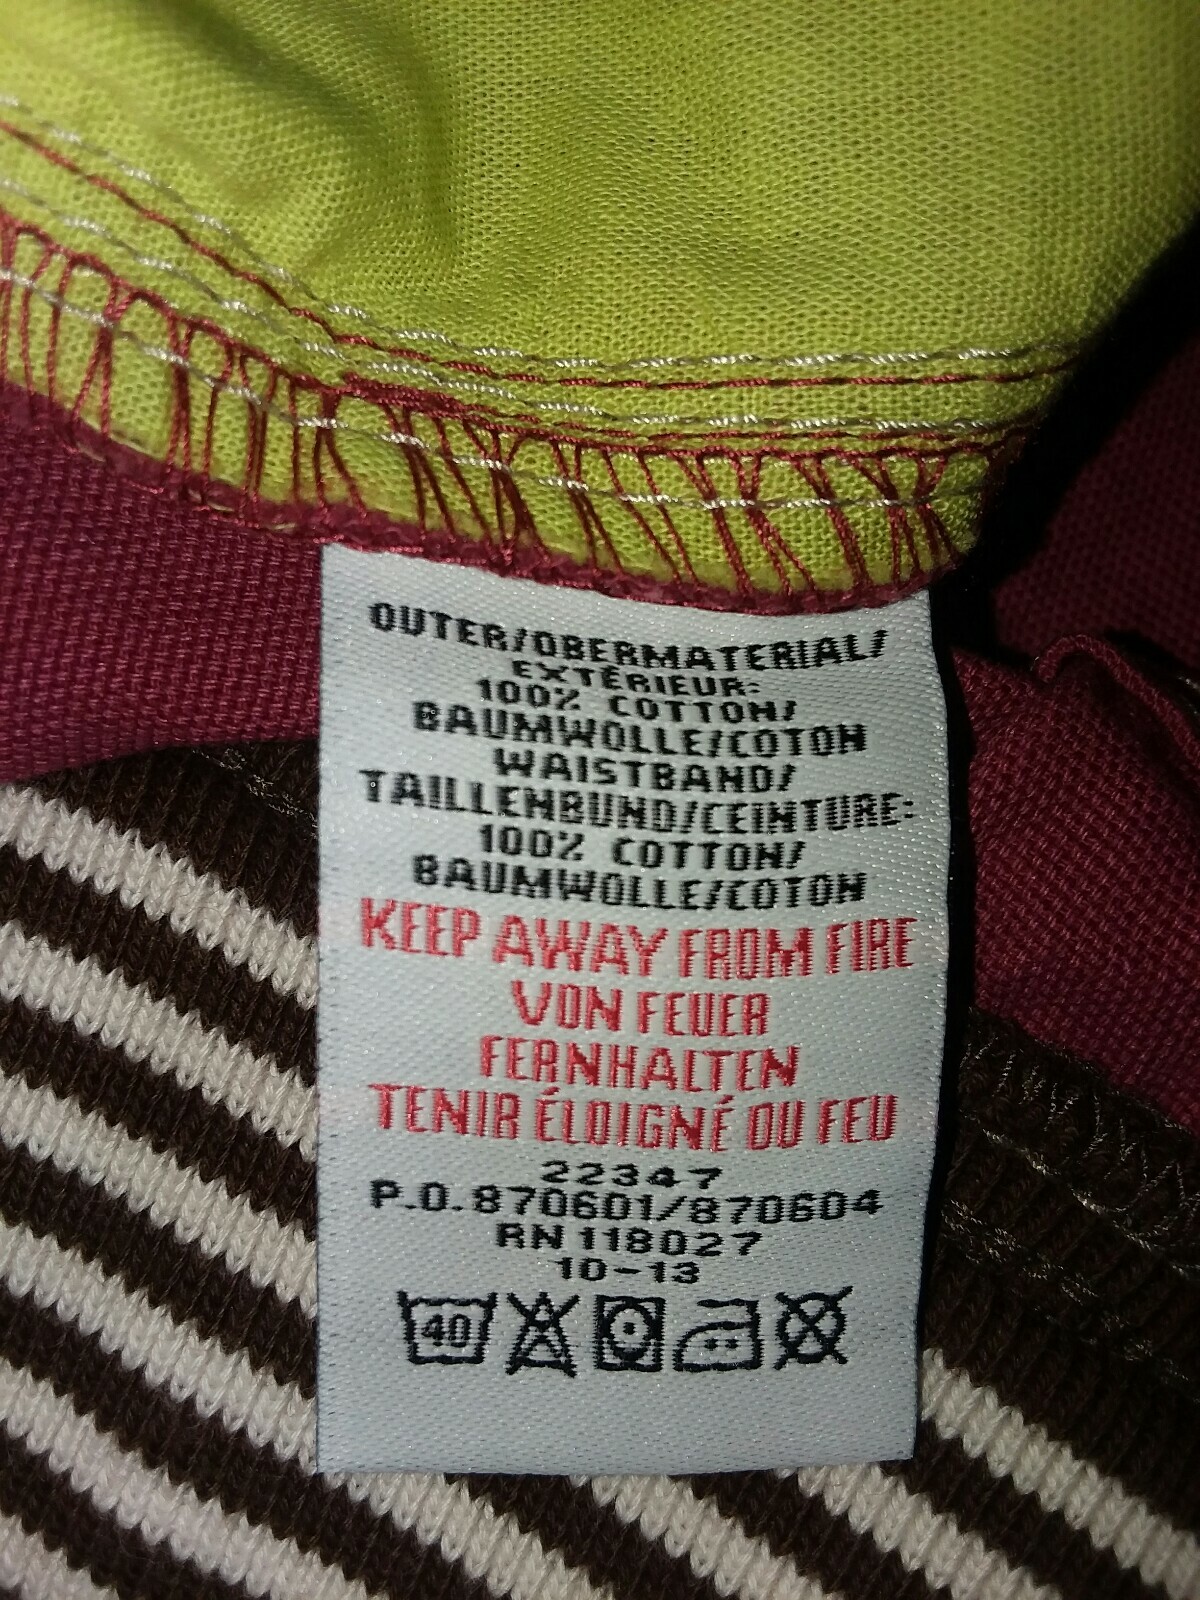 OUTER/OBERMATERIAL/
EXTÉRIEUR:
100% COTTON/
BAUMWOLLE/COTON
WAISTBAND/
TAILLENBUND/CEINTURE:
100% COTTON/
BAUMWOLLE/COTON
KEEP AWAY FROM FIRE
VON FEUER
FERNHALTEN
TENIR ÉLOIGNÉ DU FEU
22347
P.O.870601/870604
RN 118027
10-13
40